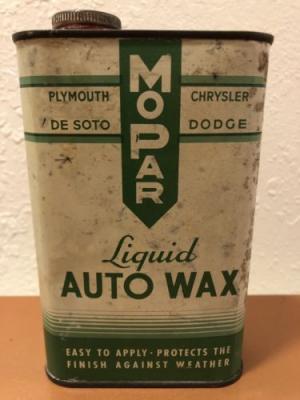 MOPAR
PLYMOUTH CHRYSLER
DE SOTO DODGE
Liquid
AUTO WAX
EASY TO APPLY · PROTECTS THE
FINISH AGAINST WEATHER